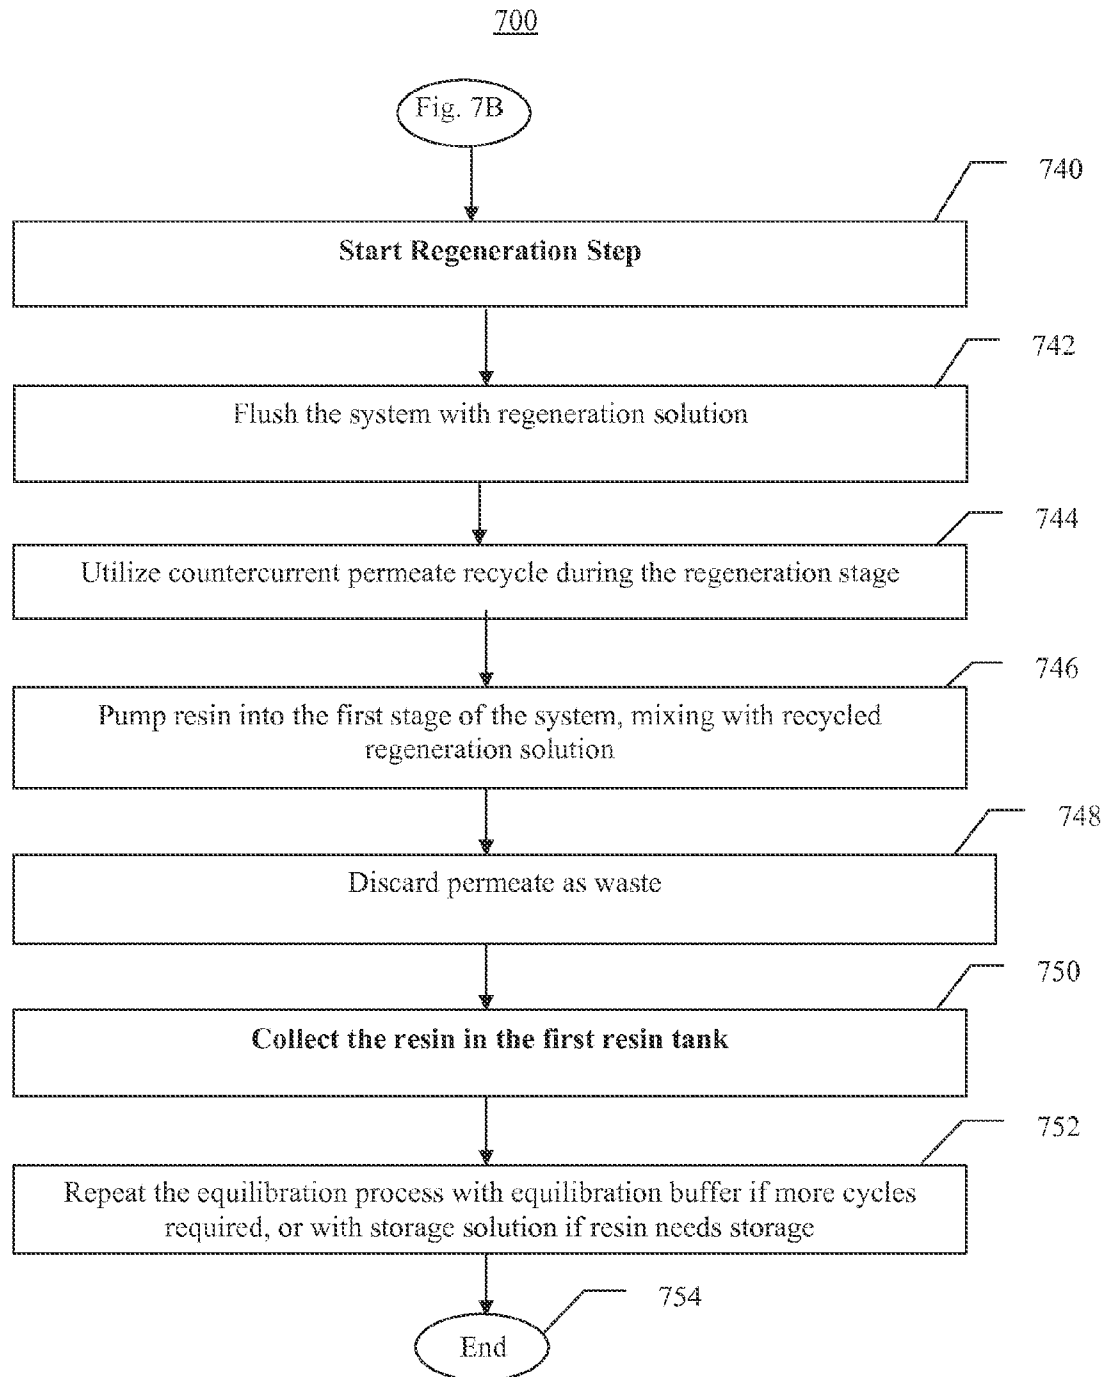 700
Fig. 7B
740
Start Regeneration Step
742
Flush the system with regeneration solution
744
Utilize countercurrent permeate recycle during the regeneration stage
746
Pump resin into the first stage of the system, mixing with recycled
regeneration solution
748
Discard permeate as waste
750
Collect the resin in the first resin tank
752
Repeat the equilibration process with equilibration buffer if more cycles
required, or with storage solution if resin needs storage
754
End